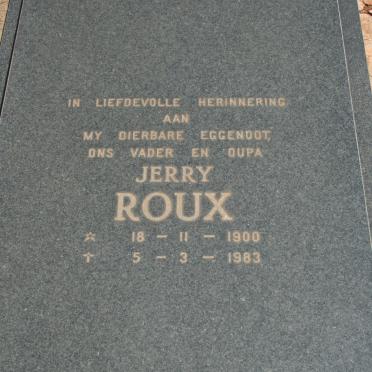 IN LIEFDEVOLLE HERINNERING
AAN
MY DIERBARE EGGENOOT,
ONS VADER EN OUPA
JERRY
ROUX
☆ 18 – 11 – 1900
✝ 5 – 3 – 1983